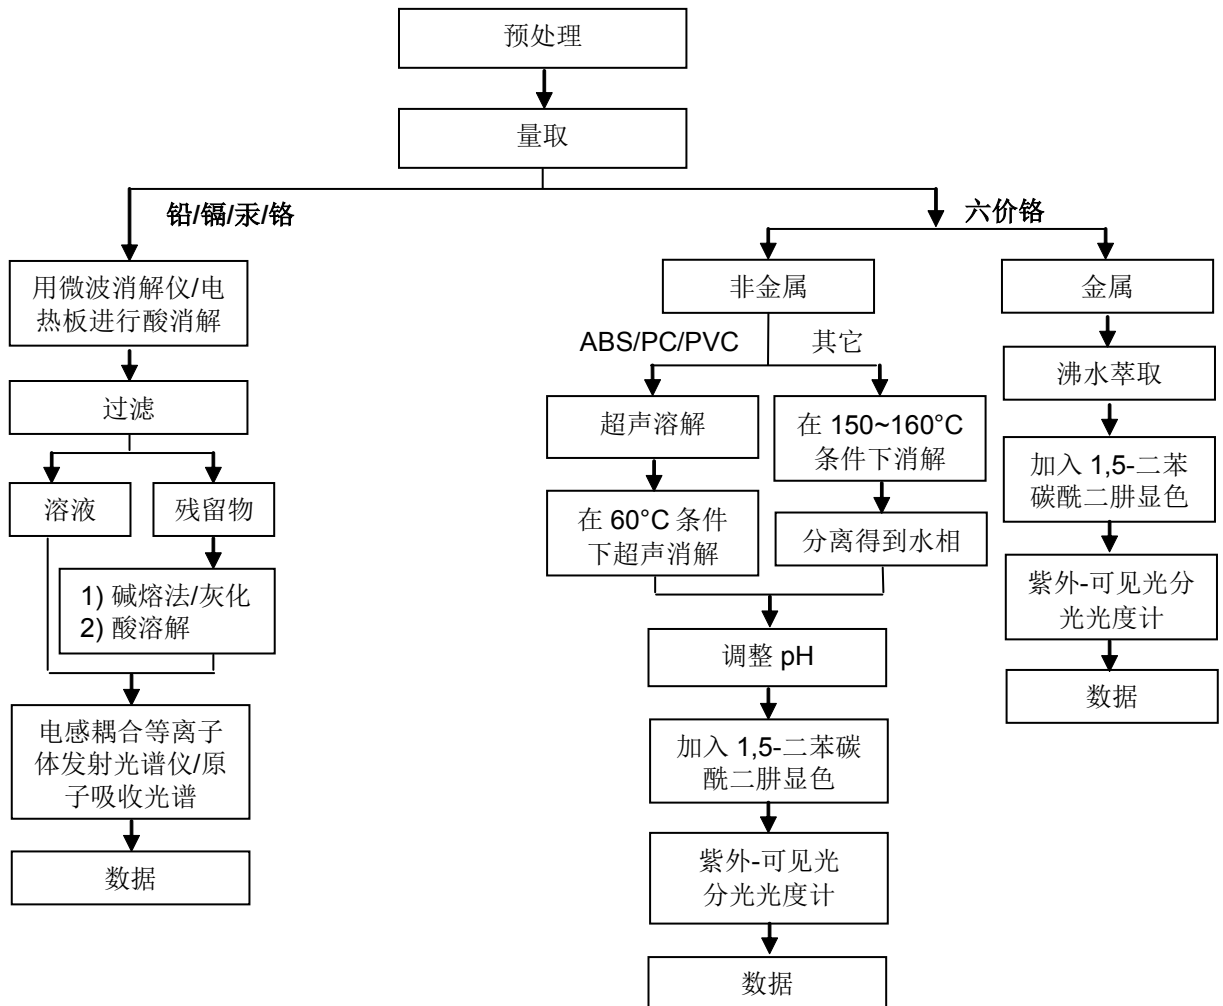 预处理
量取
铅/镉/汞/铬
六价铬
用微波消解仪/电
热板进行酸消解
过滤
溶液
残留物
1) 碱熔法/灰化
2) 酸溶解
电感耦合等离子
体发射光谱仪/原
子吸收光谱
数据
非金属
ABS/PC/PVC
其它
超声溶解
在 60°C 条件
下超声消解
在 150~160°C
条件下消解
分离得到水相
调整 pH
加入 1,5-二苯碳
酰二肼显色
紫外-可见光
分光光度计
数据
金属
沸水萃取
加入 1,5-二苯
碳酰二肼显色
紫外-可见光分
光光度计
数据